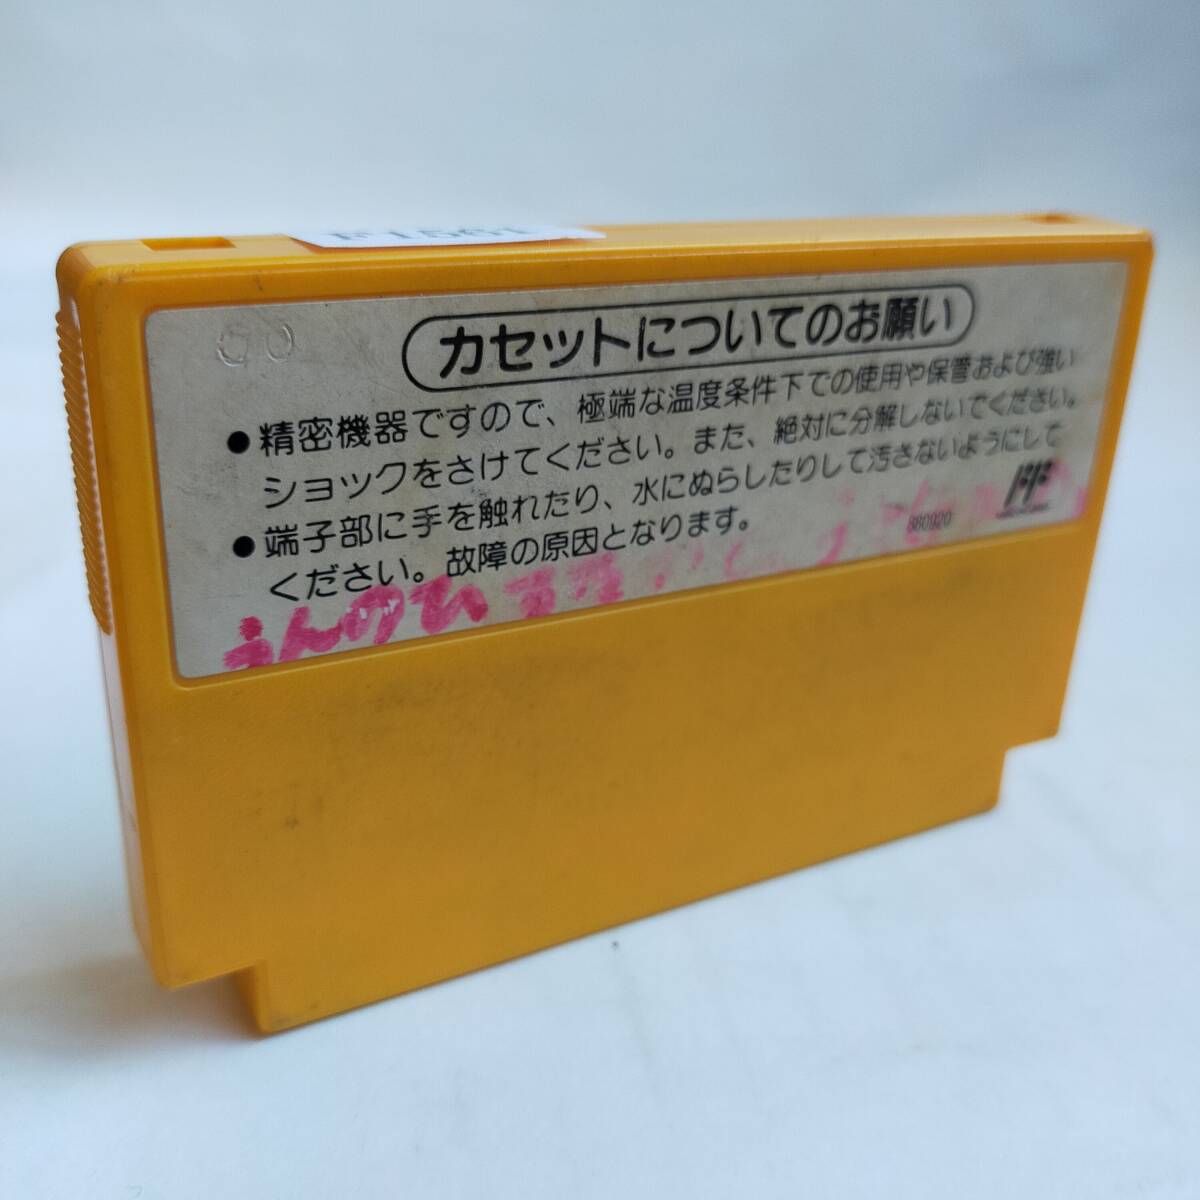 カセットについてのお願い
●精密機器ですので、極端な温度条件下での使用や保管および強い
ショックをさけてください。また、絶対に分解しないでください。
●端子部に手を触れたり、水にぬらしたりして汚さないようにして
ください。故障の原因となります。
880920